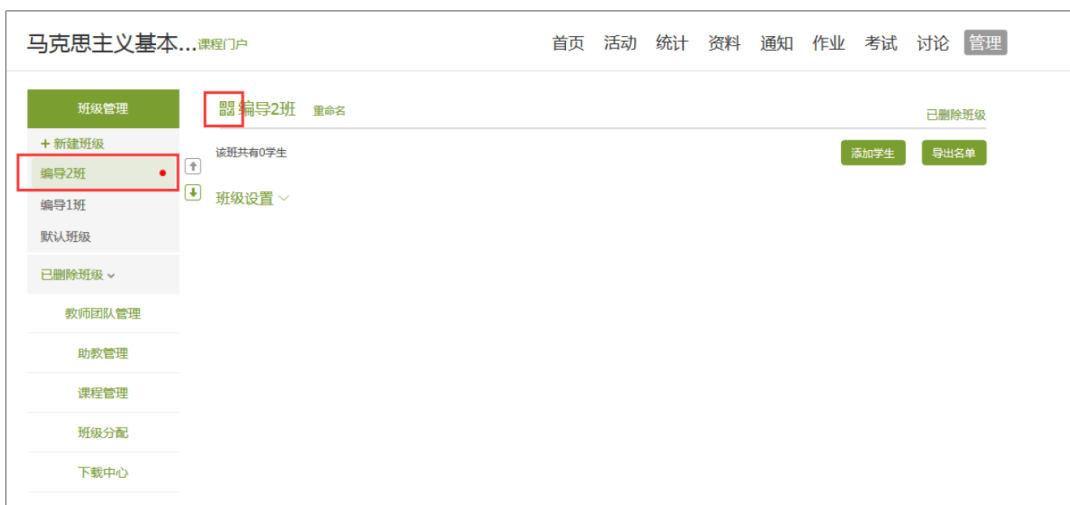 马克思主义基本...课程门户
首页 活动 统计 资料 通知 作业 考试 讨论 管理
班级管理
+ 新建班级
编导2班
编导1班
默认班级
已删除班级
教师团队管理
助教管理
课程管理
班级分配
下载中心
编导2班 重命名
已删除班级
该班共有0学生
添加学生 导出名单
班级设置